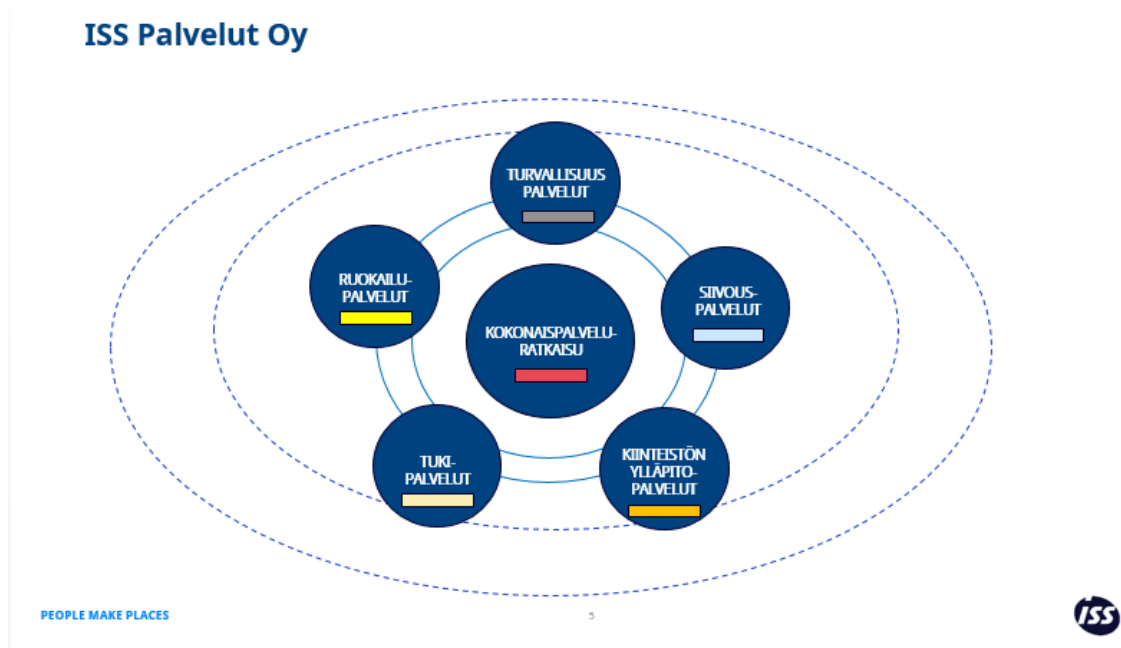 ISS Palvelut Oy
TURVALLISUUS
PALVELUT
RUOKAILU-
PALVELUT
SIIVOUS-
PALVELUT
KOKONAISPALVELU-
RATKAISU
TUKI-
PALVELUT
KIINTEISTÖN
YLLÄPITO-
PALVELUT
PEOPLE MAKE PLACES
5
ISS